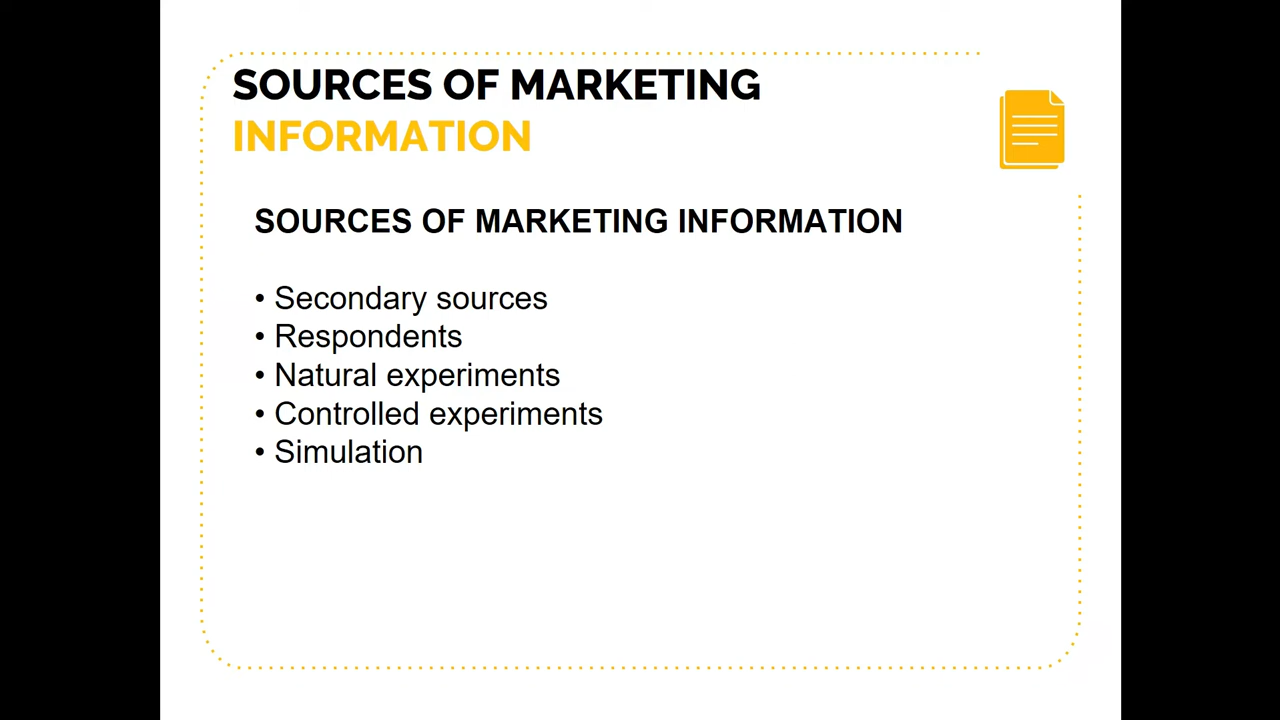 SOURCES OF MARKETING
INFORMATION
SOURCES OF MARKETING INFORMATION
• Secondary sources
• Respondents
• Natural experiments
• Controlled experiments
• Simulation